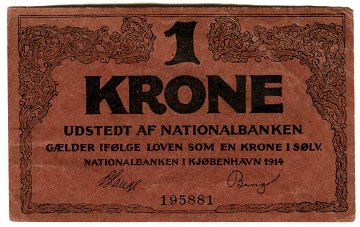 1
KRONE
UDSTEDT AF NATIONALBANKEN.
GÆLDER IFØLGE LOVEN SOM EN KRONE I SØLV.
NATIONALBANKEN I KJØBENHAVN 1914
195881